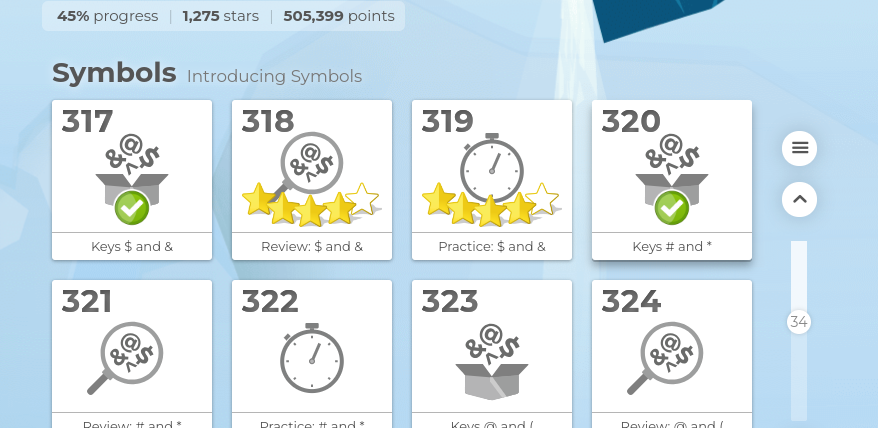 45% progress | 1,275 stars | 505,399 points
Symbols Introducing Symbols
317 318 319 320
Keys $ and & Review: $ and & Practice: $ and & Keys # and *
34
321 322 323 324
Review: # and * Practice: # and * Keys @ and ( Review: @ and (